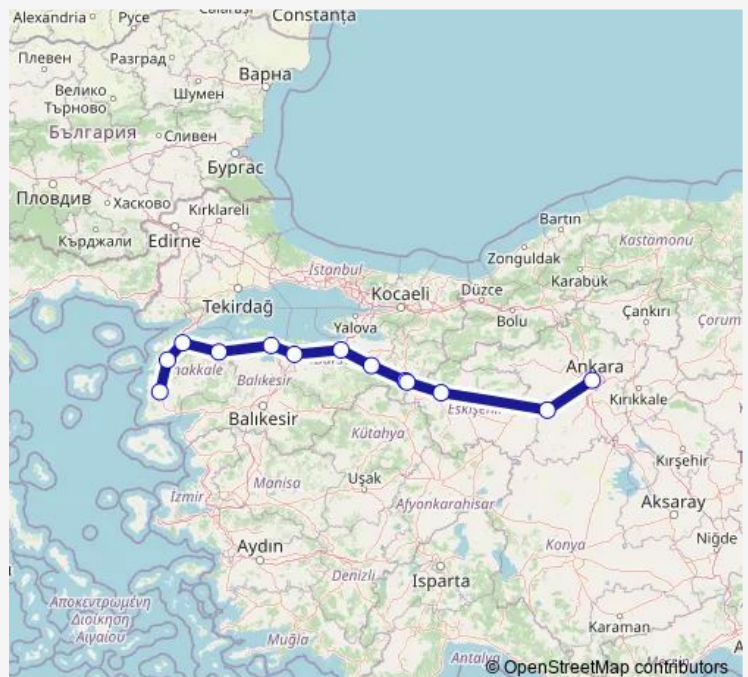 Alexandria
Русе
Constanța
Плевен
Разград
Варна
Велико
Търново
Шумен
България
Сливен
Бургас
Пловдив
Хасково
Kırklareli
Кърджали
Edirne
Bartın
Kastamonu
Zonguldak
Karabük
İstanbul
Tekirdağ
Kocaeli
Düzce
Bolu
Çankırı
Yalova
Çorum
Ankara
Balıkesir
Kırıkkale
Balıkesir
Eskişehir
Kütahya
Kırşehir
Uşak
Manisa
İzmir
Afyonkarahisar
Aksaray
Niğde
Aydın
Konya
Denizli
Isparta
Αποκεντρωμένη
Διοίκηση
Αιγαίου
Karaman
Muğla
Antalya
© OpenStreetMap contributors